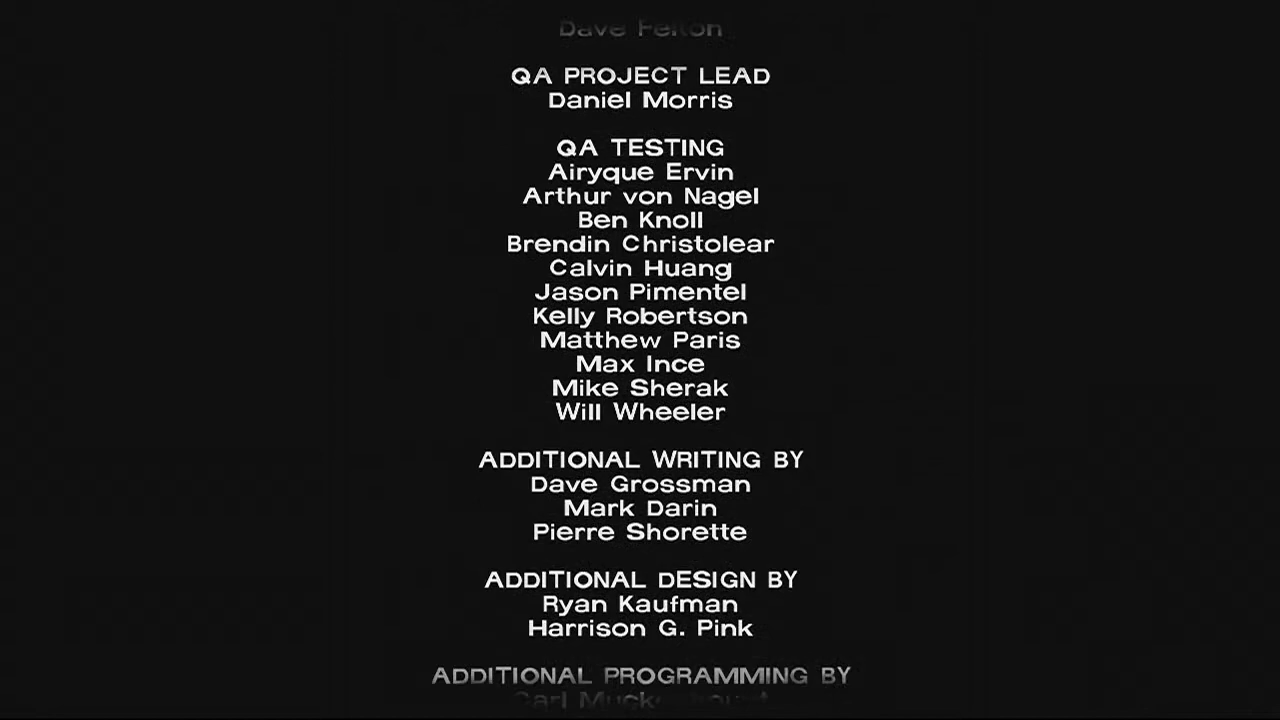 Dave Felton
QA PROJECT LEAD
Daniel Morris
QA TESTING
Airyque Ervin
Arthur von Nagel
Ben Knoll
Brendin Christolear
Calvin Huang
Jason Pimentel
Kelly Robertson
Matthew Paris
Max Ince
Mike Sherak
Will Wheeler
ADDITIONAL WRITING BY
Dave Grossman
Mark Darin
Pierre Shorette
ADDITIONAL DESIGN BY
Ryan Kaufman
Harrison G. Pink
ADDITIONAL PROGRAMMING BY
Carl